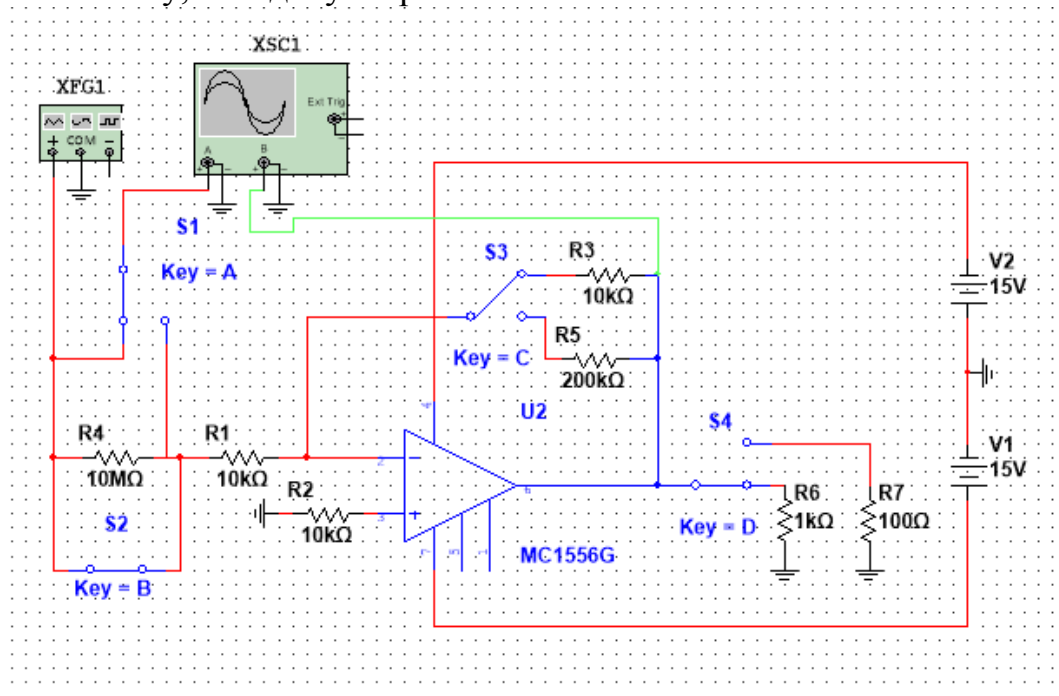 XSC1
XFG1
Ext Trig
+
-
+ COM -
A
B
+ - + -
S1
Key = A
S3
R3
10kΩ
V2
15V
R5
Key = C
200kΩ
U2
4
S4
R4
R1
10MΩ
10kΩ
2
V1
15V
R2
6
R6
R7
10kΩ
3
1kΩ
100Ω
S2
Key = D
7
5
1
MC1556G
Key = B